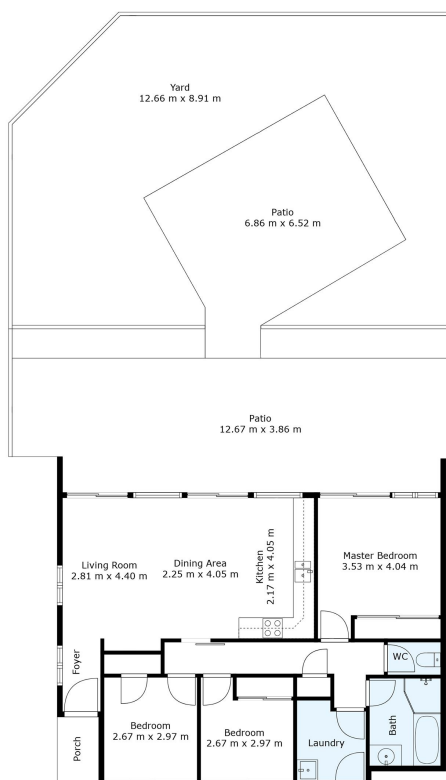 Yard
12.66 m x 8.91 m
Patio
6.86 m x 6.52 m
Patio
12.67 m x 3.86 m
Living Room
2.81 m x 4.40 m
Dining Area
2.25 m x 4.05 m
Kitchen
2.17 m x 4.05 m
Master Bedroom
3.53 m x 4.04 m
Foyer
WC
Porch
Bedroom
2.67 m x 2.97 m
Bedroom
2.67 m x 2.97 m
Laundry
Bath